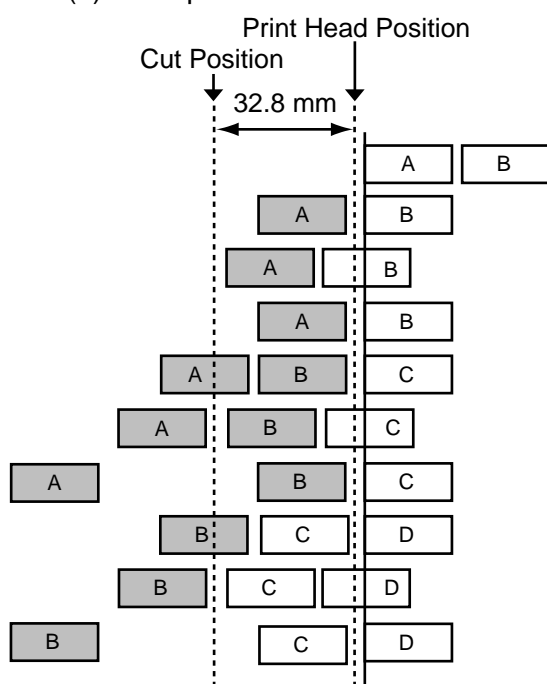 Print Head Position
Cut Position
32.8 mm
A B
A B
A B
A B
A B C
A B C
A B C
B C D
B C D
B C D